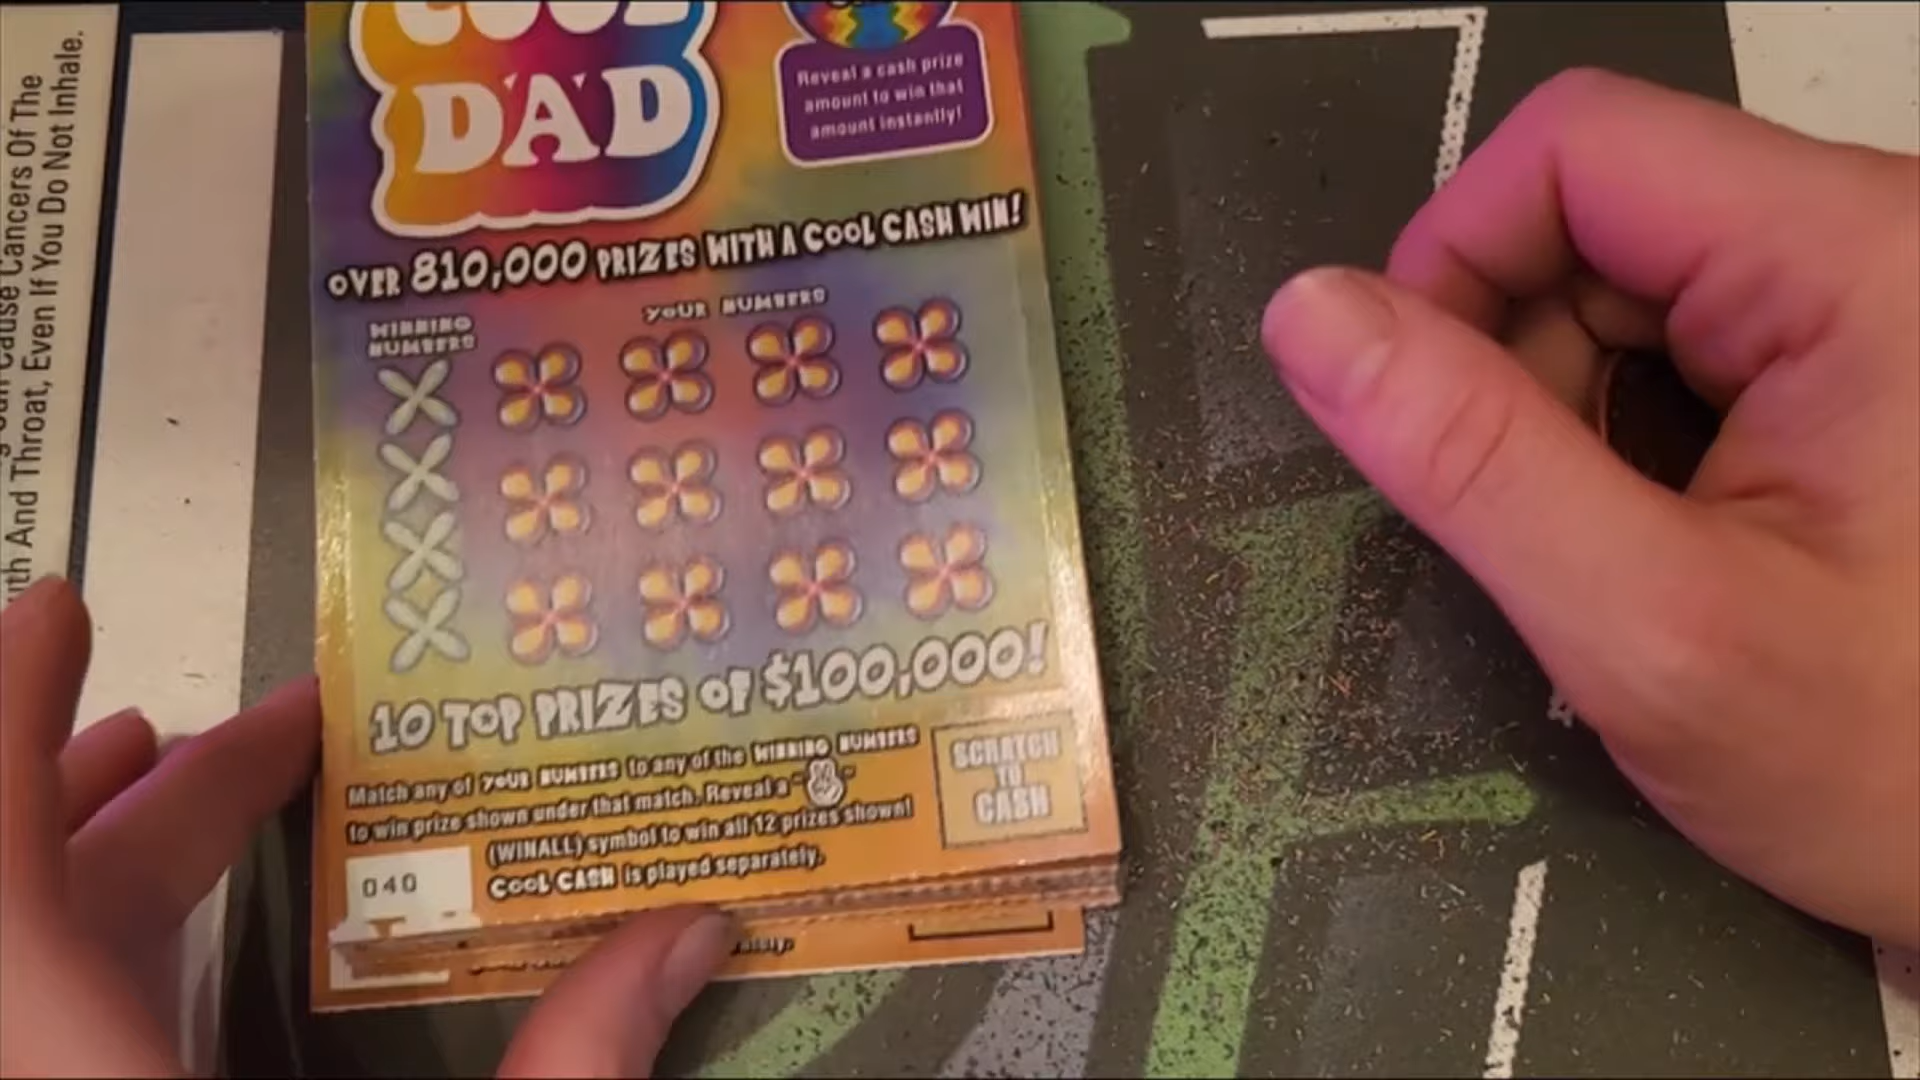 COOL
DAD
Reveal a cash prize
amount to win that
amount instantly!
OVER 810,000 PRIZES WITH A COOL CASH WIN!
WINNING
NUMBERS
YOUR NUMBERS
10 TOP PRIZES OF $100,000!
Match any of YOUR NUMBERS to any of the WINNING NUMBERS
to win prize shown under that match. Reveal a " "
(WINALL) symbol to win all 12 prizes shown!
COOL CASH is played separately.
SCRATCH
TO
CASH
040
Cause Cancers Of The
And Throat, Even If You Do Not Inhale.